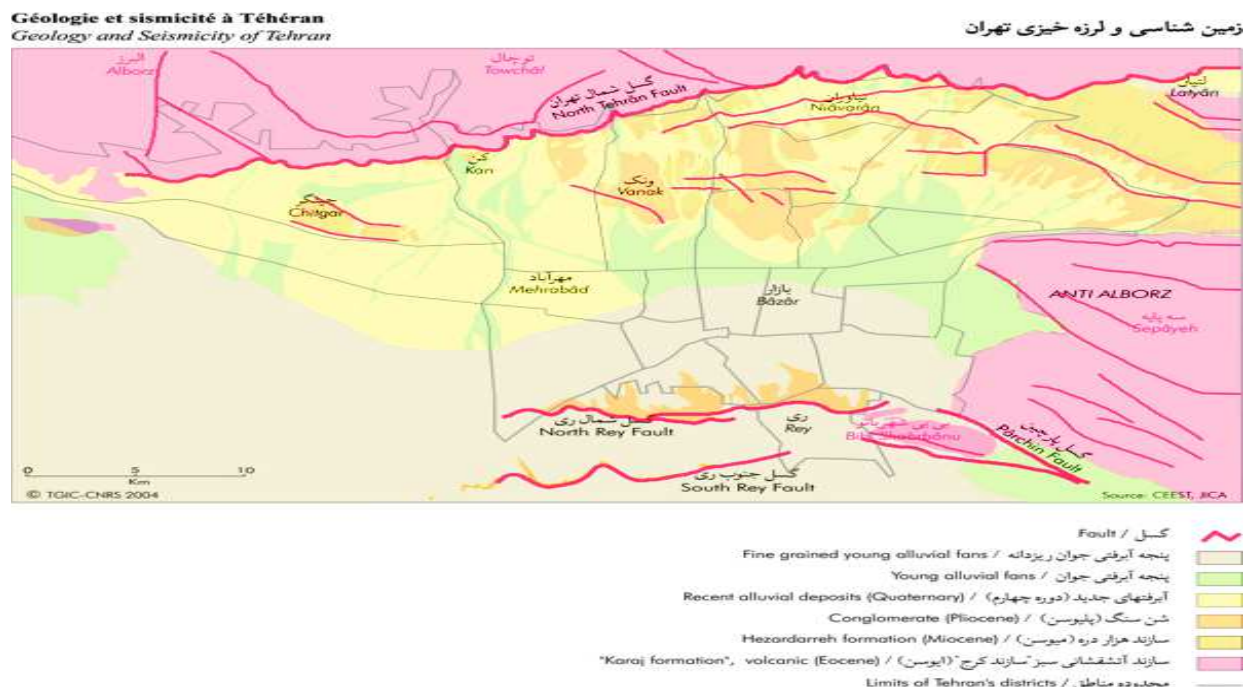 Géologie et sismicité à Téhéran
Geology and Seismicity of Tehran
زمین شناسی و لرزه خیزی تهران
البرز
Alborz
توچال
Towchāl
گسل شمال تهران
North Tehrān Fault
نیاوران
Niāvarān
لتیان
Latyān
کن
Kan
ونک
Vanak
چیتگر
Chitgar
مهرآباد
Mehrabād
بازار
Bāzār
ANTI ALBORZ
سه پایه
Sepāyeh
گسل شمال ری
North Rey Fault
ری
Rey
بی بی شهربانو
Bibi Shahrbānu
گسل پارچین
Pārchin Fault
گسل جنوب ری
South Rey Fault
0 5 10
Km
© TGIC-CNRS 2004
Source: CEEST, JICA
Fault / گسل
Fine grained young alluvial fans / پنجه آبرفتی جوان ریزدانه
Young alluvial fans / پنجه آبرفتی جوان
Recent alluvial deposits (Quaternary) / آبرفتهای جدید (دوره چهارم)
Conglomerate (Pliocene) / شن سنگ (پلیوسن)
Hezardarreh formation (Miocene) / سازند هزار دره (میوسن)
"Karaj formation", volcanic (Eocene) / سازند آتشفشانی سبز "سازند کرج" (ایوسن)
Limits of Tehran's districts / محدوده مناطق